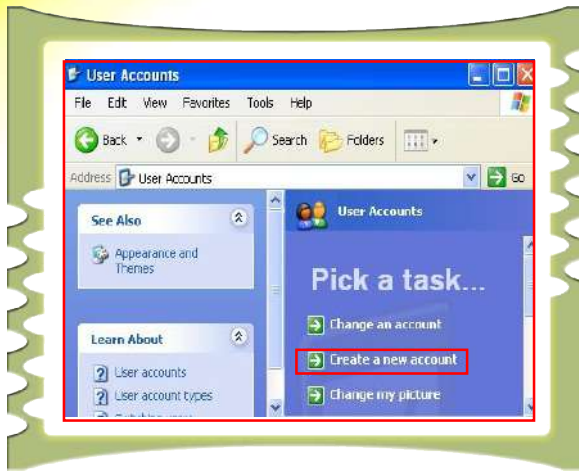 User Accounts
File Edit View Favorites Tools Help
Back Search Folders
Address User Accounts Go
See Also
Appearance and
Themes
Learn About
User accounts
User account types
User Accounts
Pick a task...
Change an account
Create a new account
Change my picture